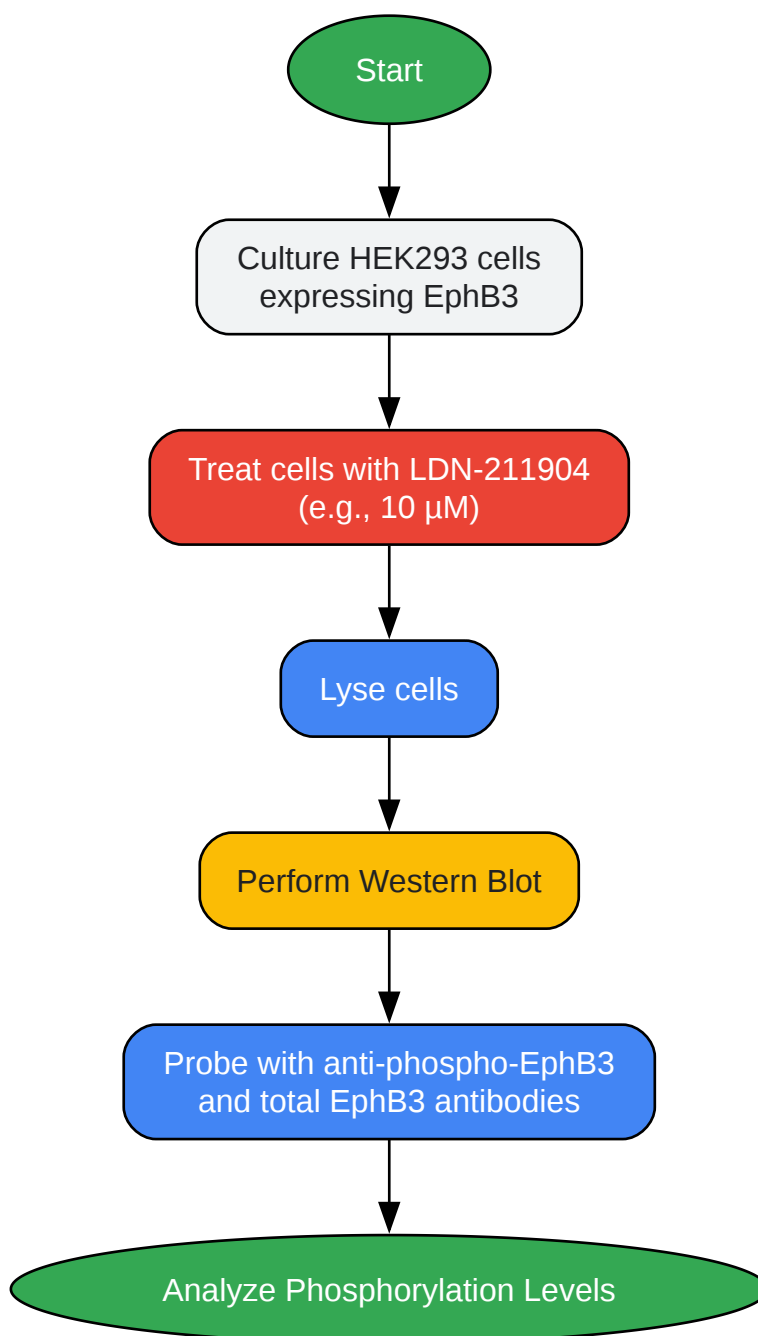 Start
Culture HEK293 cells
expressing EphB3
Treat cells with LDN-211904
(e.g., 10 µM)
Lyse cells
Perform Western Blot
Probe with anti-phospho-EphB3
and total EphB3 antibodies
Analyze Phosphorylation Levels